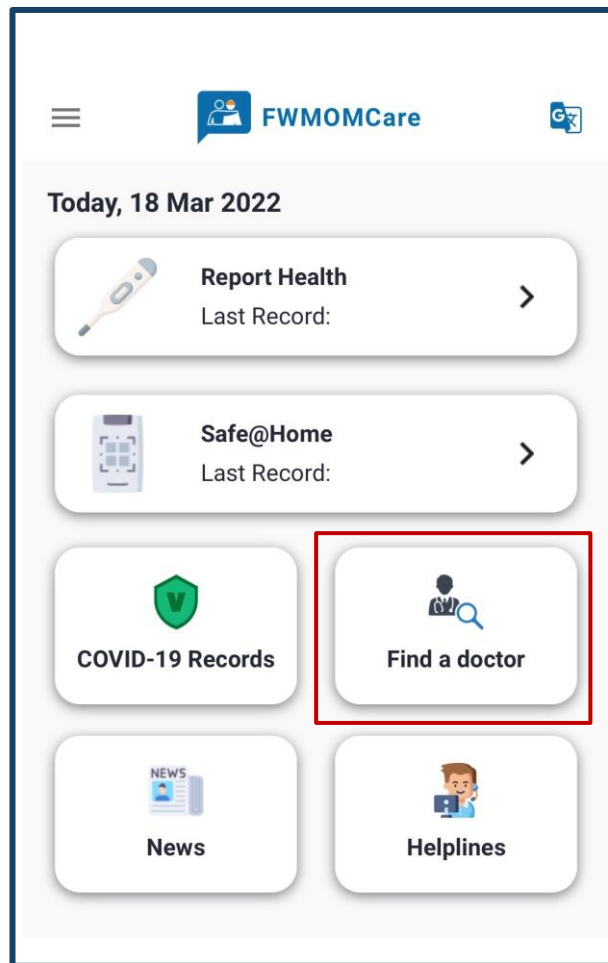 FWMOMCare
Today, 18 Mar 2022
Report Health
Last Record:
Safe@Home
Last Record:
V
COVID-19 Records
Find a doctor
NEWS
News
Helplines